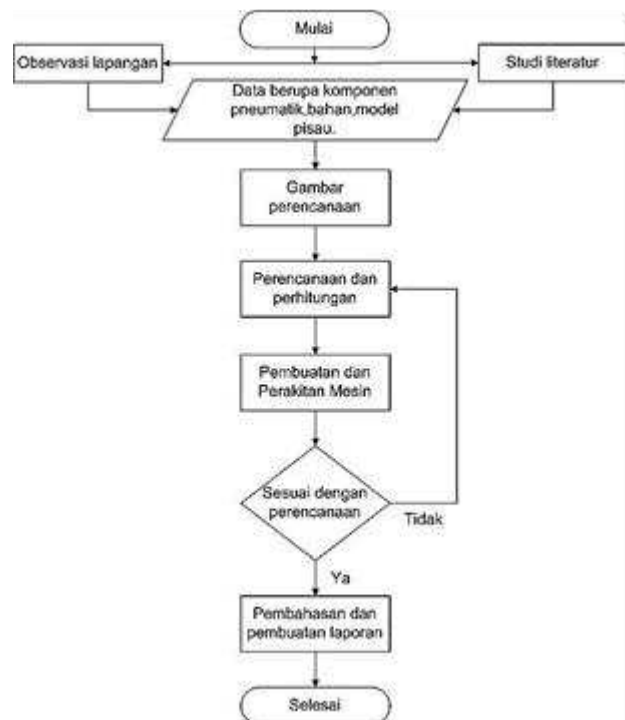 Mulai
Observasi lapangan
Studi literatur
Data berupa komponen
pneumatik,bahan,model
pisau.
Gambar
perencanaan
Perencanaan dan
perhitungan
Pembuatan dan
Perakitan Mesin
Sesuai dengan
perencanaan
Tidak
Ya
Pembahasan dan
pembuatan laporan
Selesai